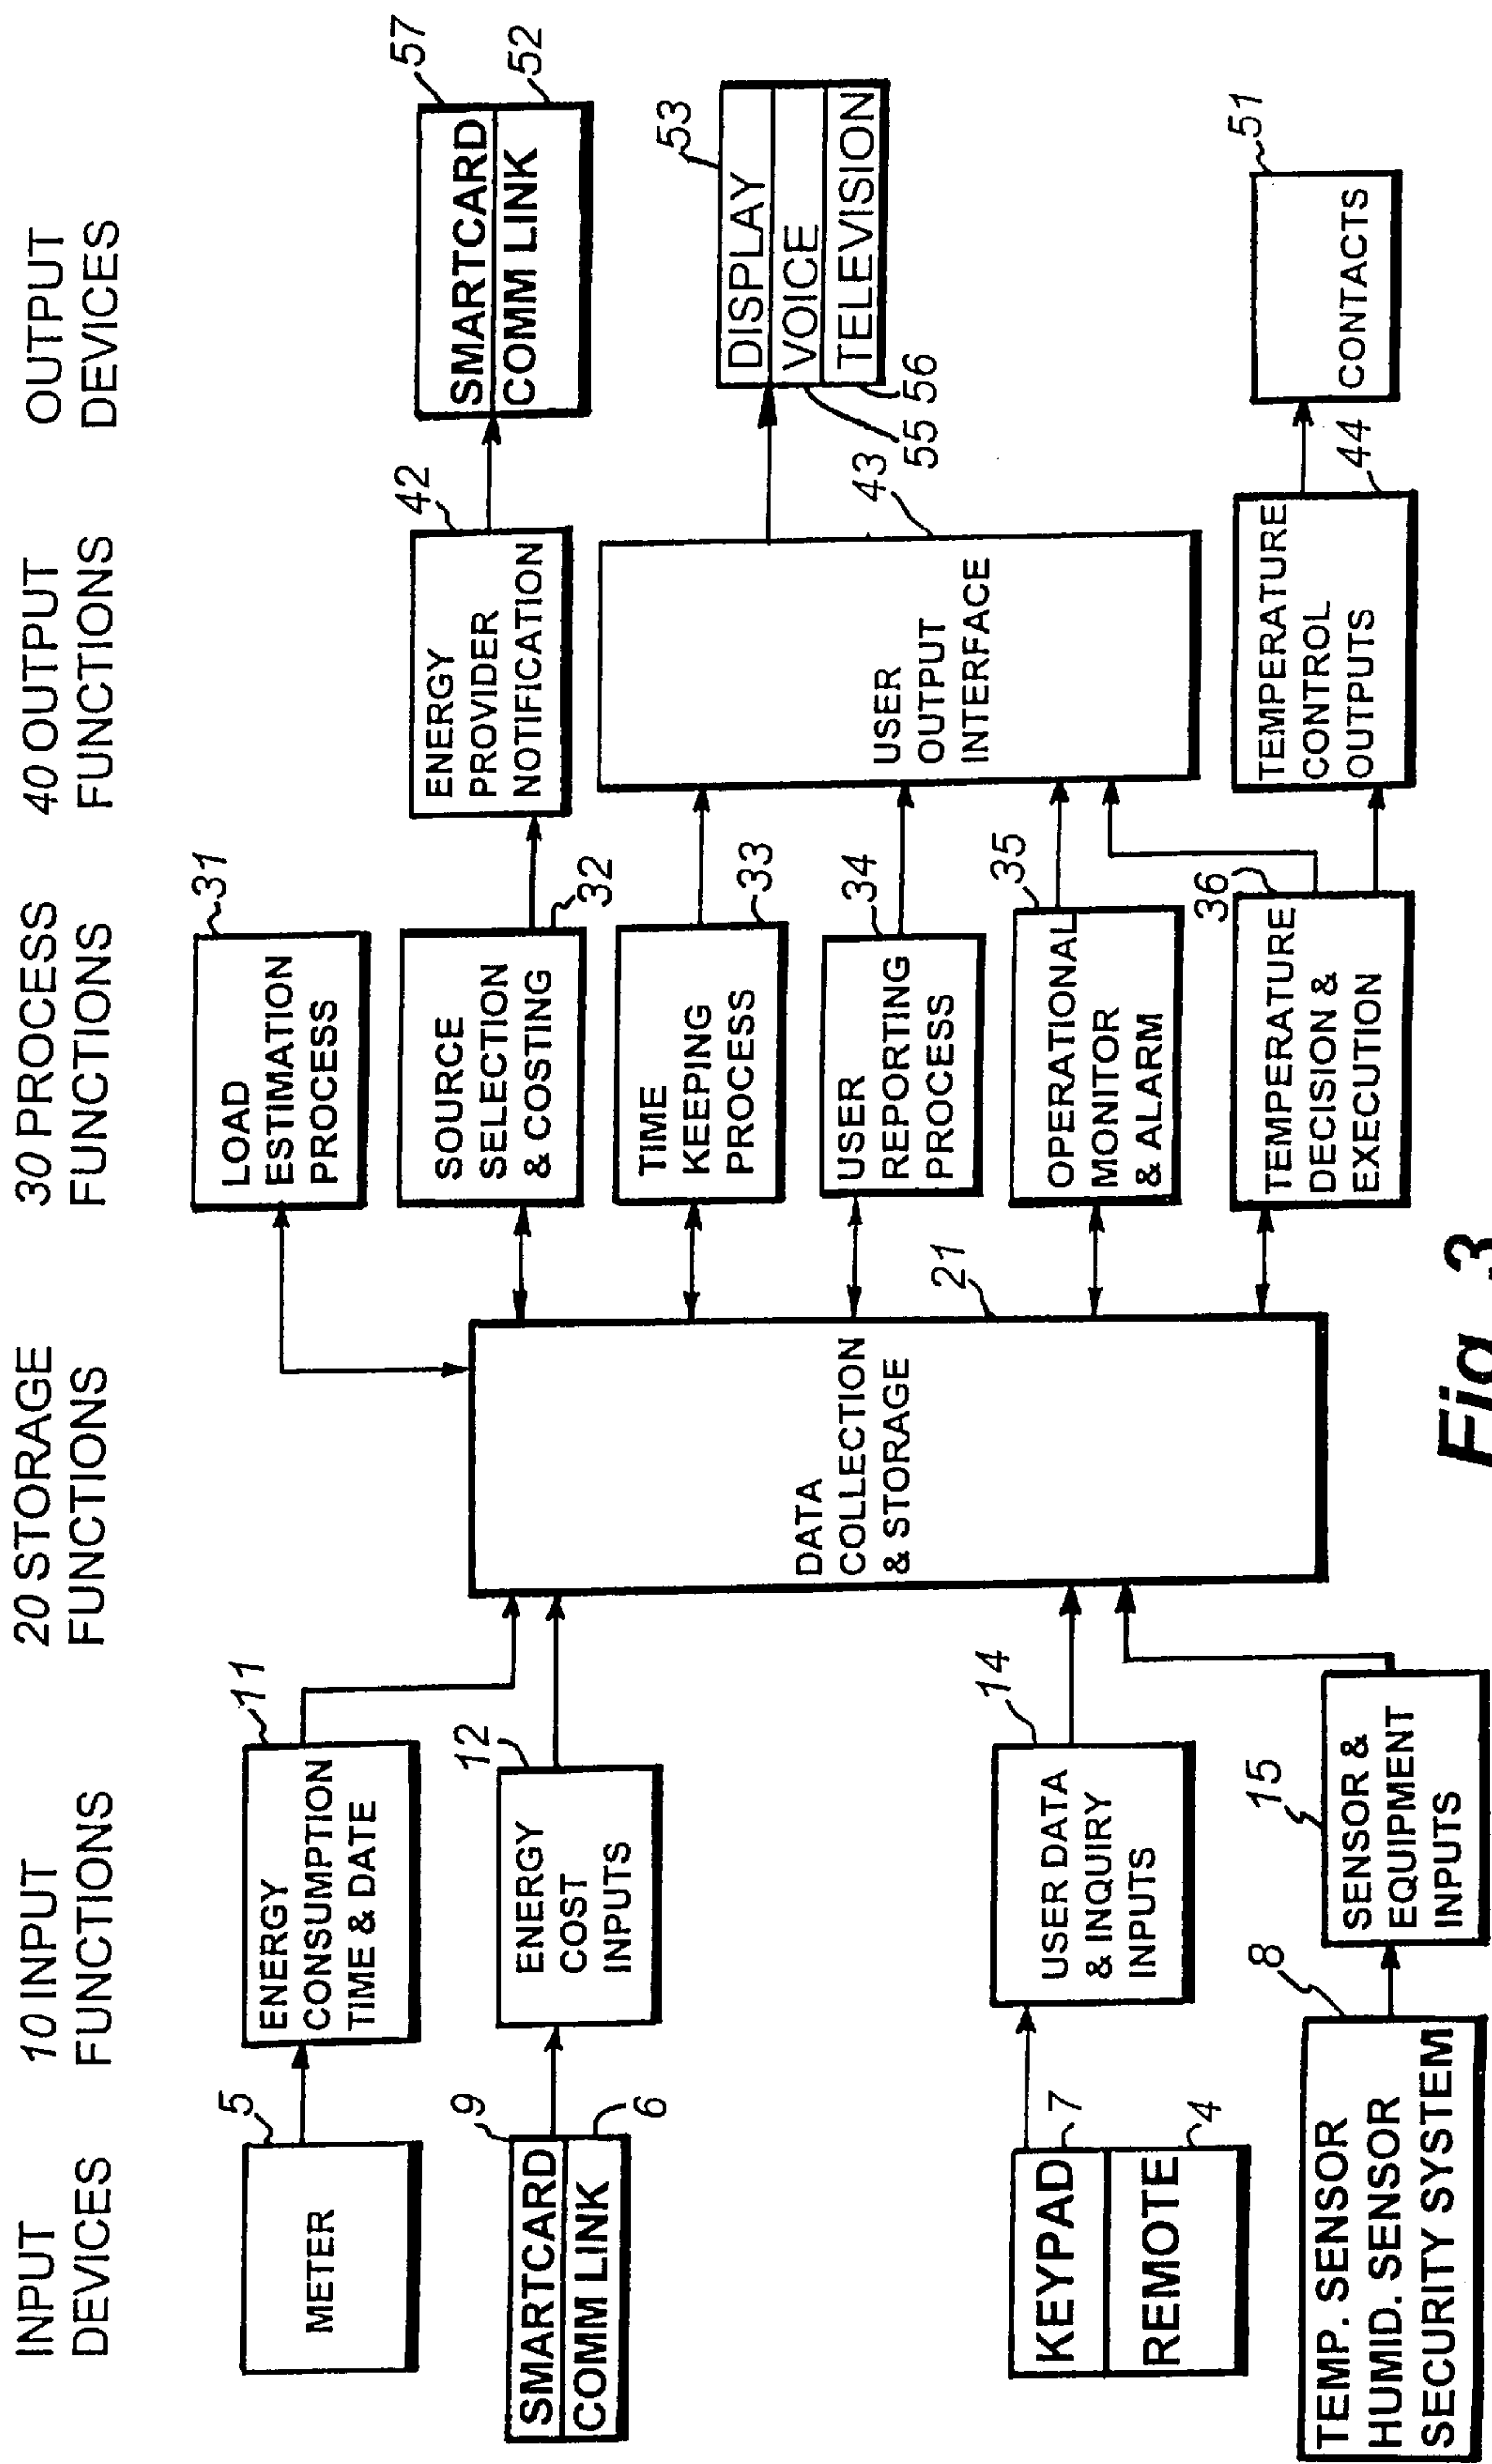 INPUT
DEVICES
10 INPUT
FUNCTIONS
20 STORAGE
FUNCTIONS
30 PROCESS
FUNCTIONS
40 OUTPUT
FUNCTIONS
OUTPUT
DEVICES
5
METER
9
SMARTCARD
COMM LINK
6
KEYPAD
7
REMOTE
4
8
TEMP. SENSOR
HUMID. SENSOR
SECURITY SYSTEM
11
ENERGY
CONSUMPTION
TIME & DATE
12
ENERGY
COST
INPUTS
14
USER DATA
& INQUIRY
INPUTS
15
SENSOR &
EQUIPMENT
INPUTS
21
DATA
COLLECTION
& STORAGE
31
LOAD
ESTIMATION
PROCESS
32
SOURCE
SELECTION
& COSTING
33
TIME
KEEPING
PROCESS
34
USER
REPORTING
PROCESS
35
OPERATIONAL
MONITOR
& ALARM
36
TEMPERATURE
DECISION &
EXECUTION
42
ENERGY
PROVIDER
NOTIFICATION
43
USER
OUTPUT
INTERFACE
44
TEMPERATURE
CONTROL
OUTPUTS
57
SMARTCARD
COMM LINK
52
53
DISPLAY
VOICE
TELEVISION
55
56
51
CONTACTS
Fig. 3